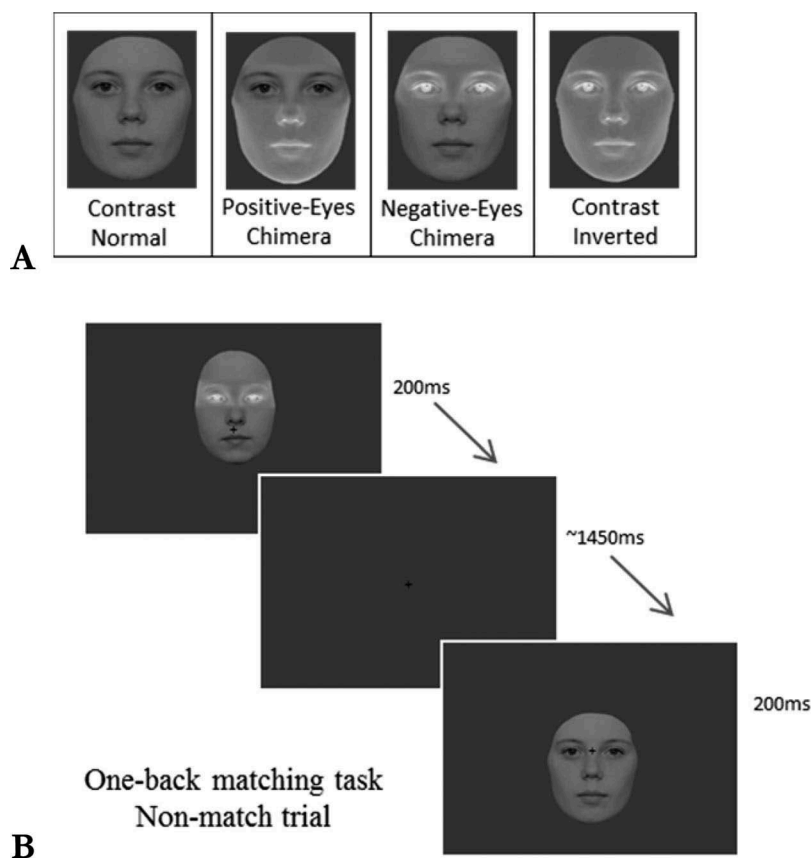 Contrast
Normal
Positive-Eyes
Chimera
Negative-Eyes
Chimera
Contrast
Inverted
A
200ms
~1450ms
200ms
One-back matching task
Non-match trial
B